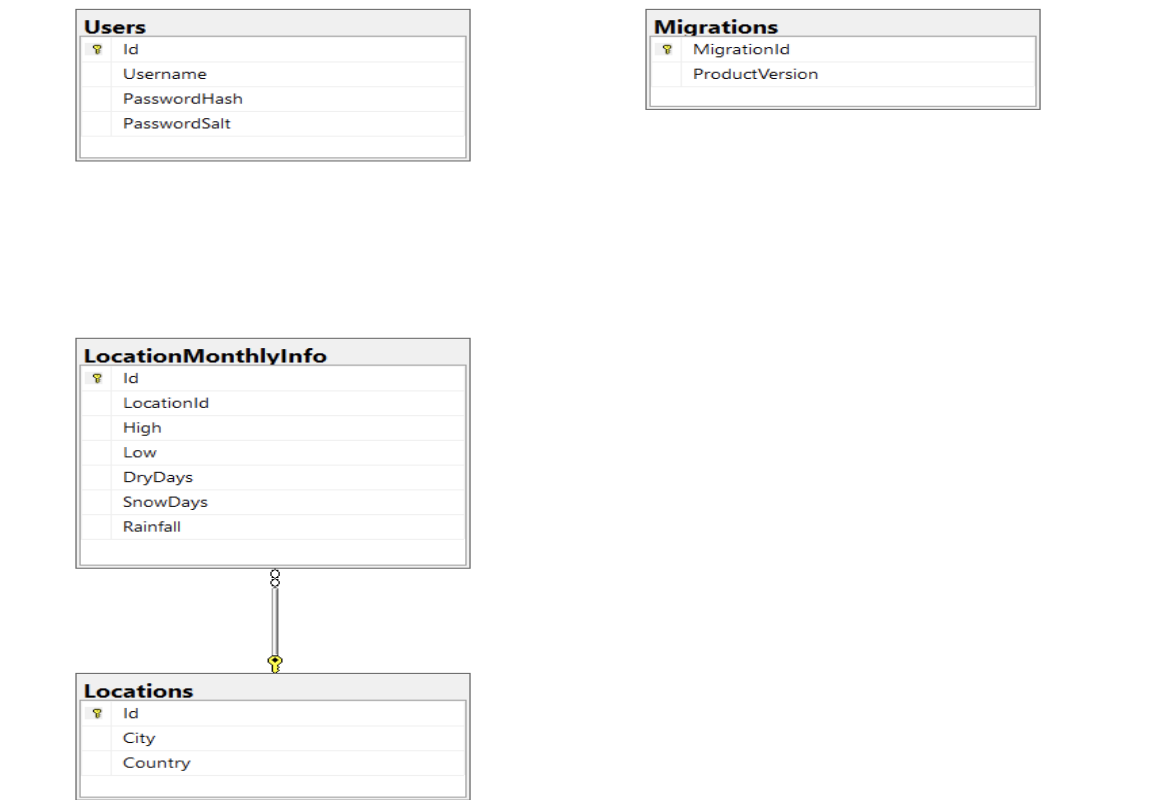 Users
Id
Username
PasswordHash
PasswordSalt
Migrations
MigrationId
ProductVersion
LocationMonthlyInfo
Id
LocationId
High
Low
DryDays
SnowDays
Rainfall
Locations
Id
City
Country